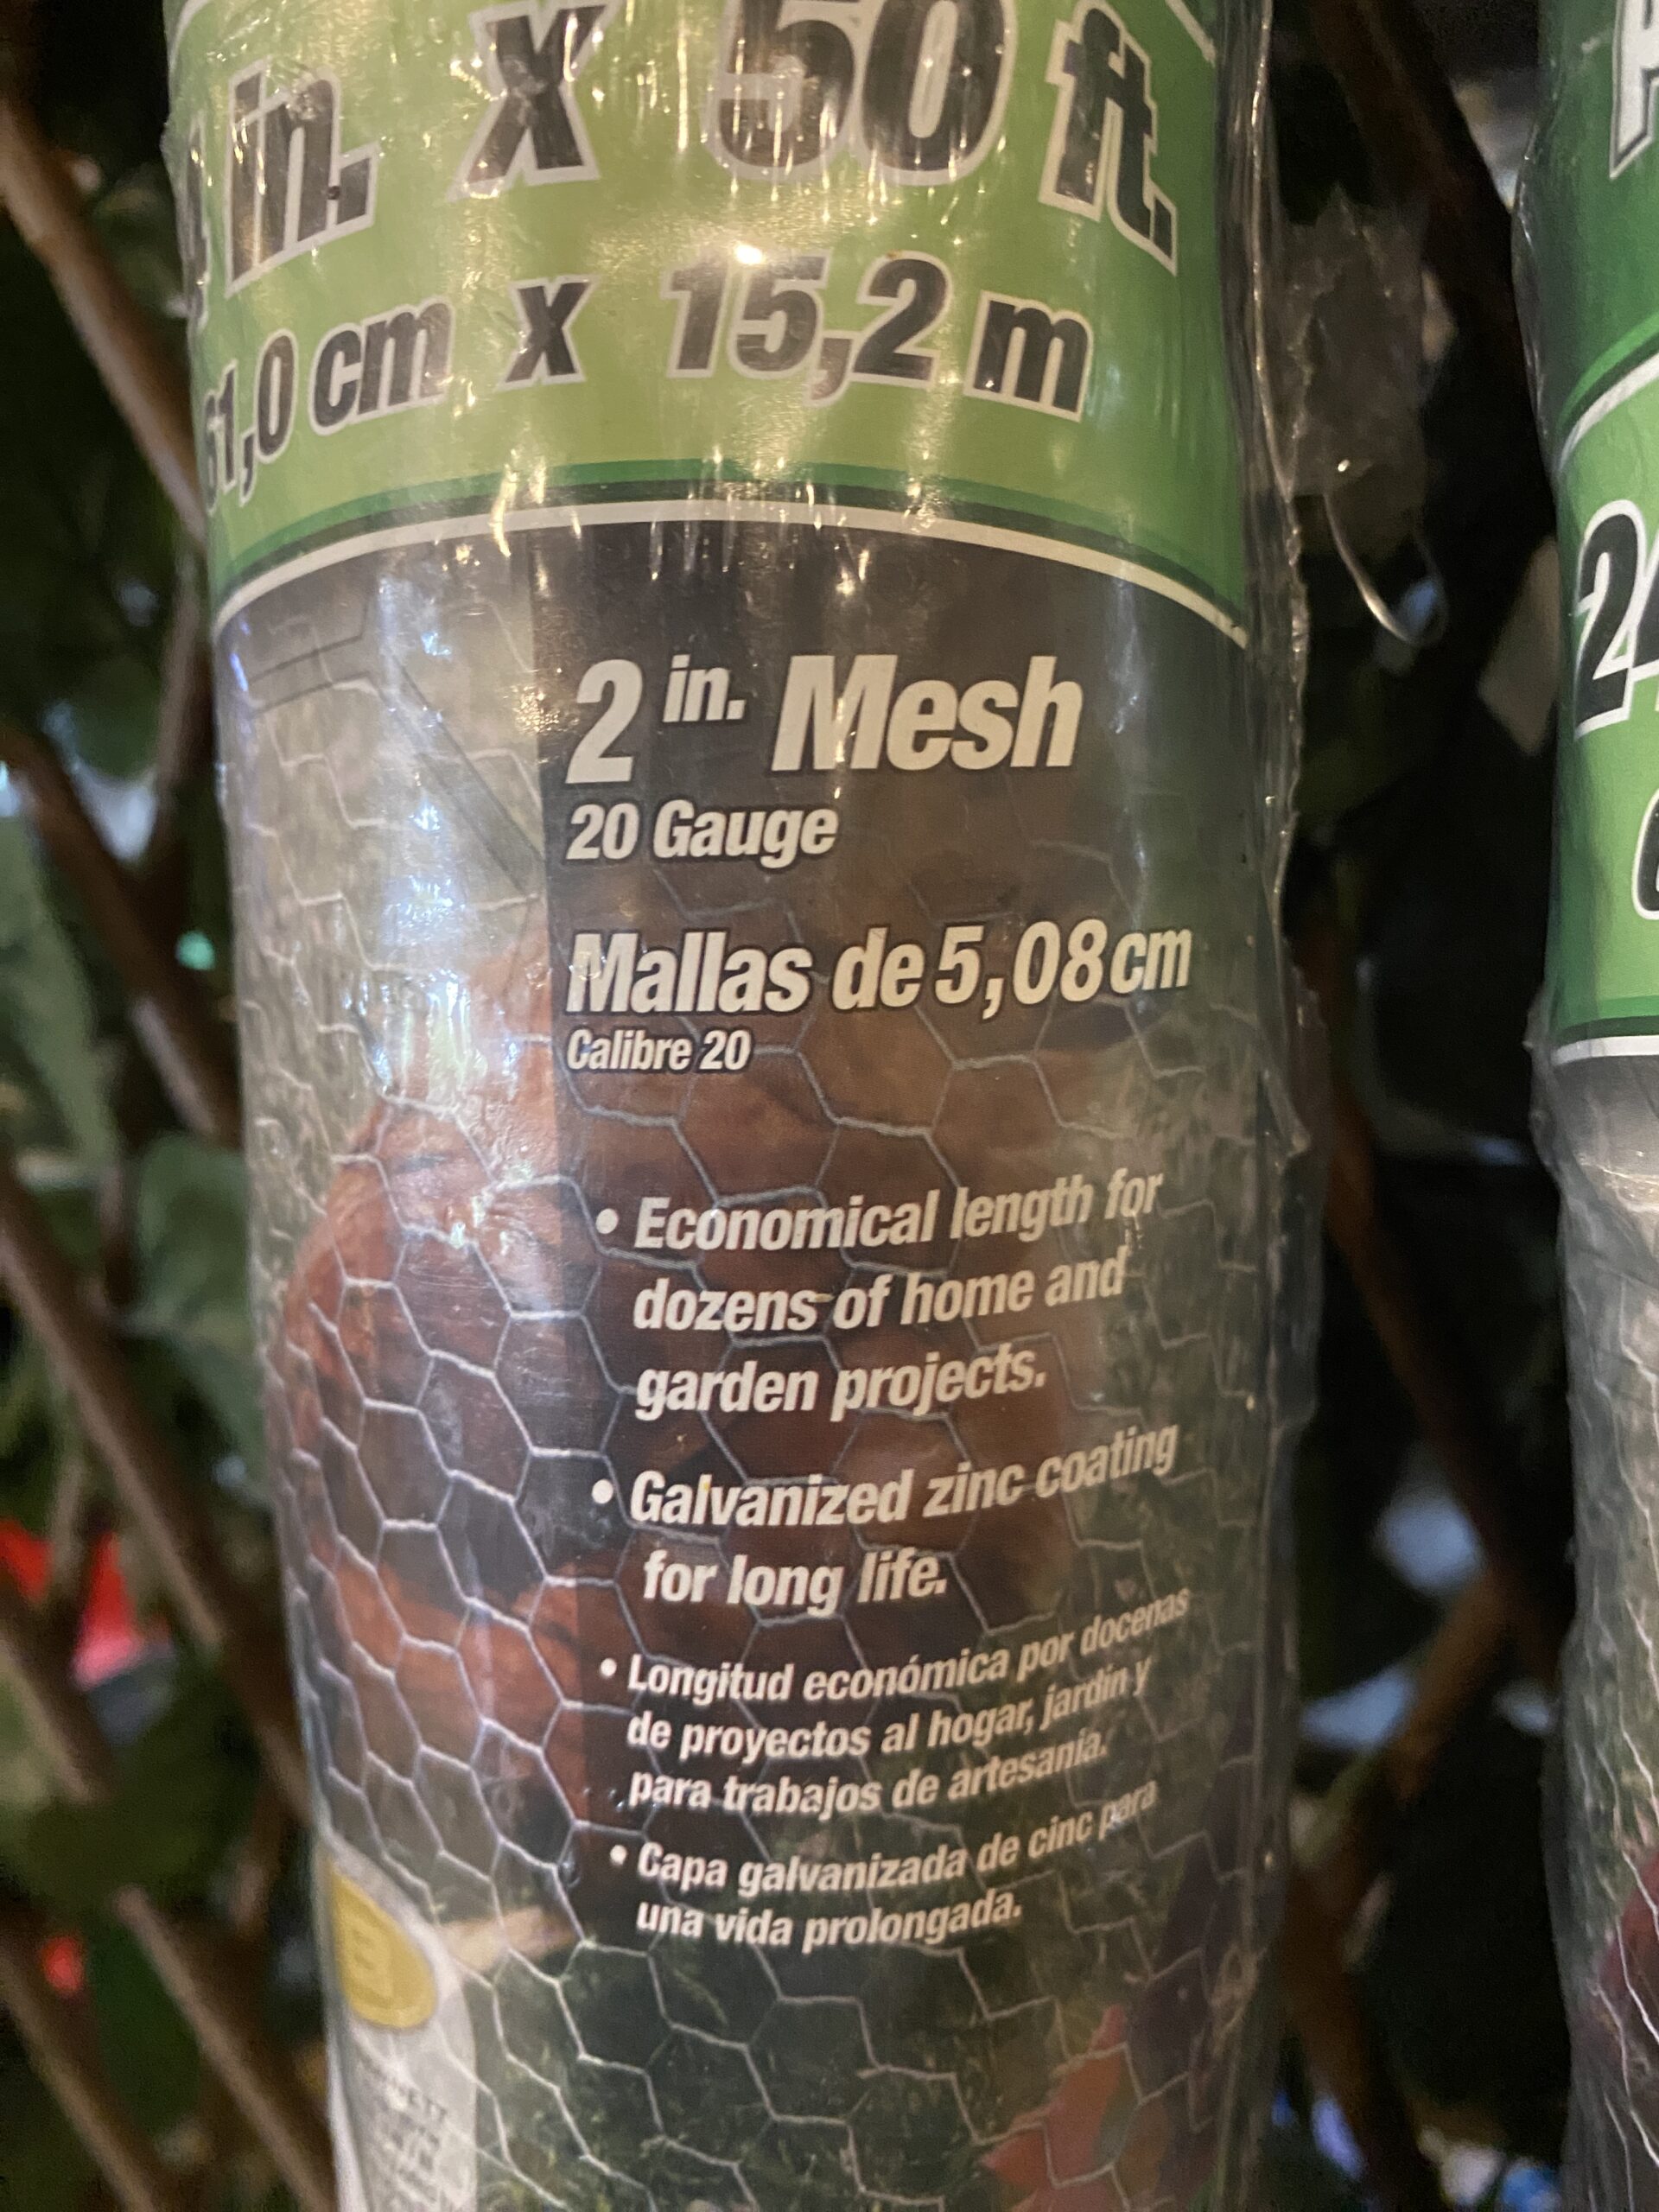 in. x 50 ft.
61,0 cm x 15,2 m
2 in. Mesh
20 Gauge
Mallas de 5,08 cm
Calibre 20
• Economical length for
dozens of home and
garden projects.
• Galvanized zinc coating
for long life.
• Longitud económica por docenas
de proyectos al hogar, jardín y
para trabajos de artesanía.
• Capa galvanizada de cinc para
una vida prolongada.